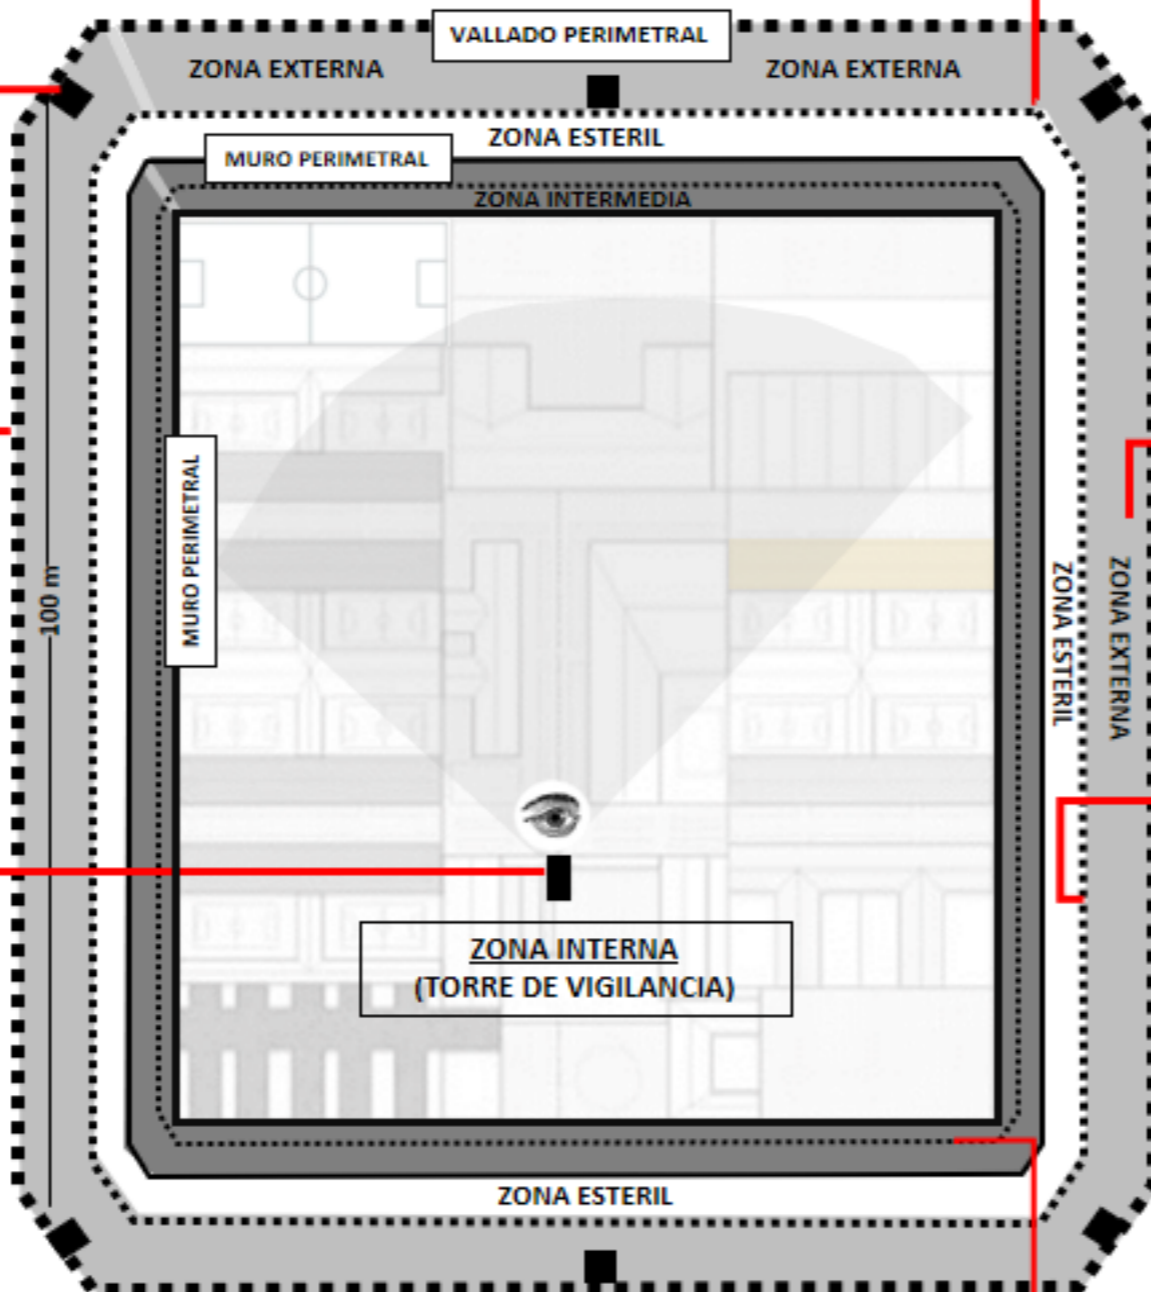 VALLADO PERIMETRAL
ZONA EXTERNA
ZONA EXTERNA
ZONA ESTERIL
MURO PERIMETRAL
ZONA INTERMEDIA
MURO PERIMETRAL
100 m
ZONA ESTERIL
ZONA EXTERNA
ZONA INTERNA
(TORRE DE VIGILANCIA)
ZONA ESTERIL